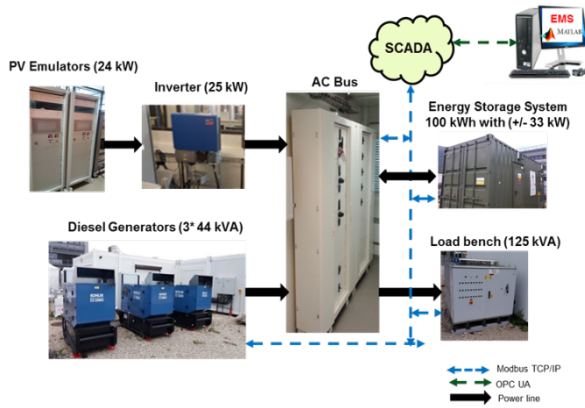 EMS
MATLAB
SCADA
PV Emulators (24 kW)
Inverter (25 kW)
AC Bus
Energy Storage System
100 kWh with (+/- 33 kW)
Diesel Generators (3* 44 kVA)
Load bench (125 kVA)
KOHLER
Modbus TCP/IP
OPC UA
Power line